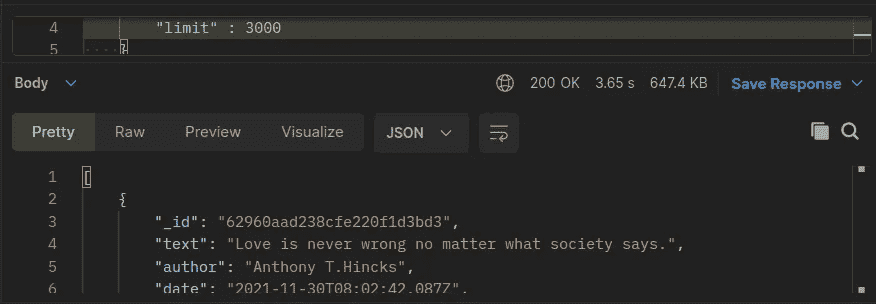 4 "limit" : 3000
5 }
Body 200 OK 3.65 s 647.4 KB Save Response
Pretty Raw Preview Visualize JSON
1 [
2 {
3 "_id": "62960aad238cfe220f1d3bd3",
4 "text": "Love is never wrong no matter what society says.",
5 "author": "Anthony T.Hincks",
6 "date": "2021-11-30T08:02:42.087Z",